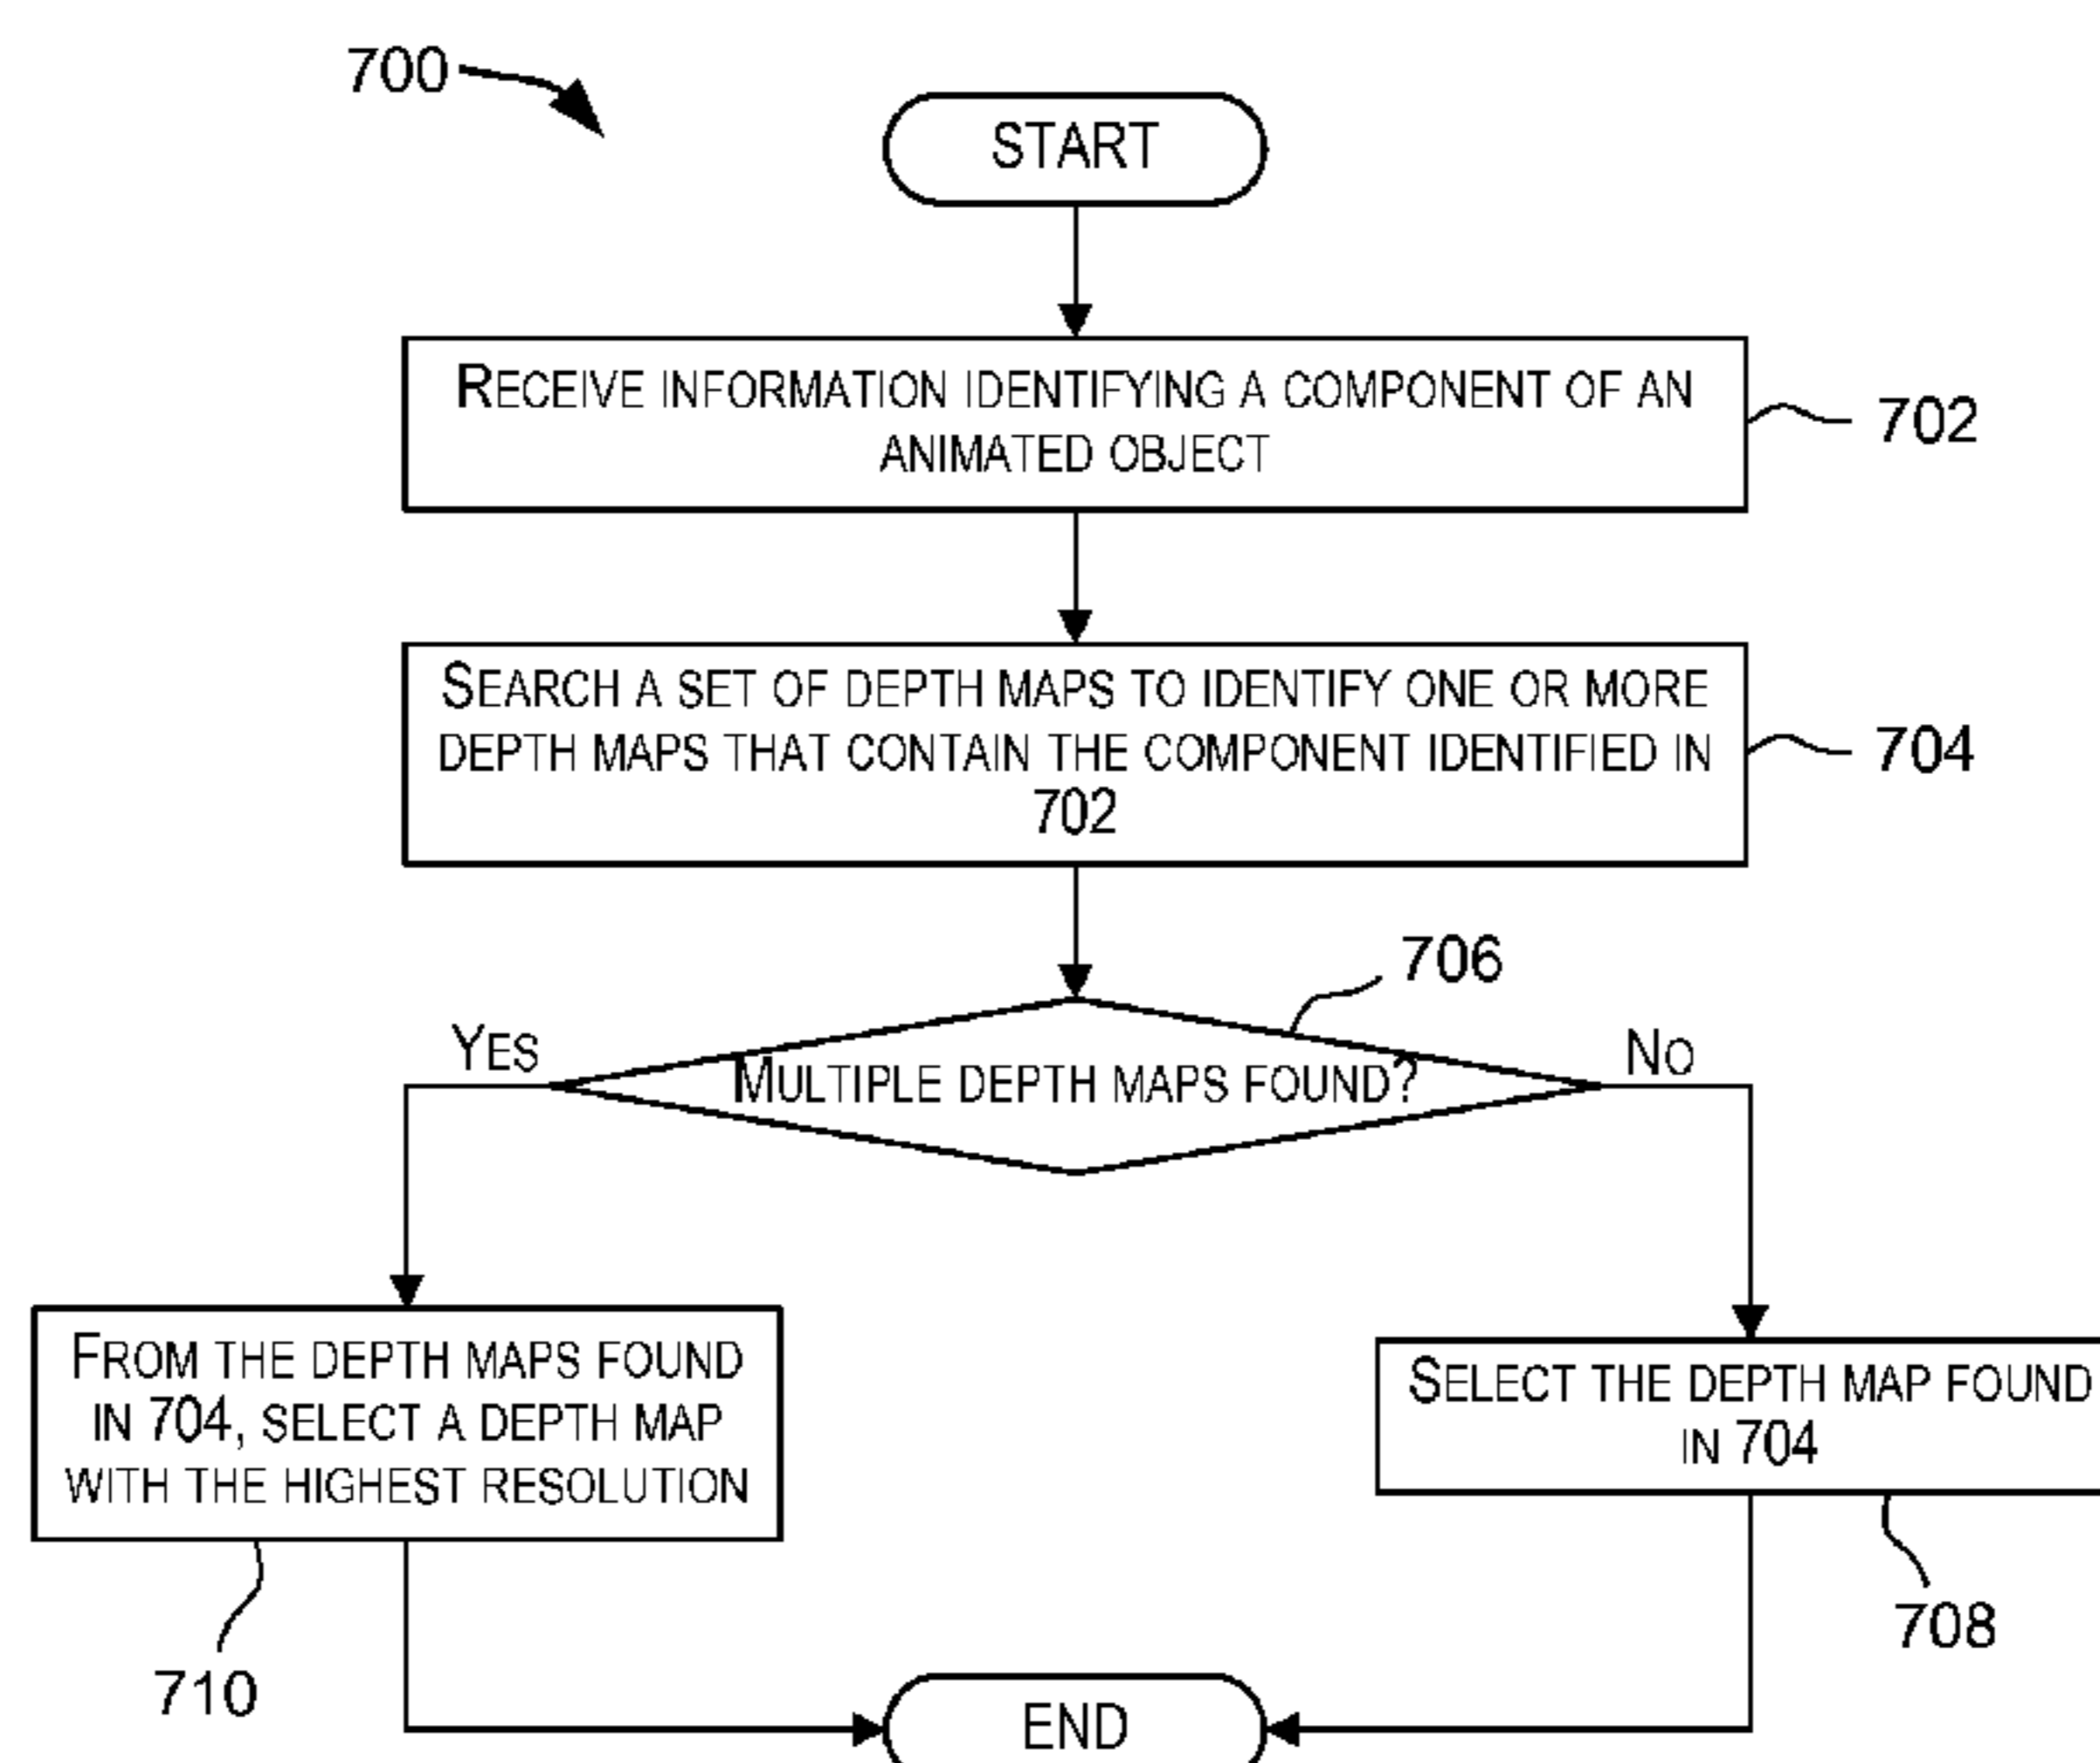 700
START
RECEIVE INFORMATION IDENTIFYING A COMPONENT OF AN
ANIMATED OBJECT
702
SEARCH A SET OF DEPTH MAPS TO IDENTIFY ONE OR MORE
DEPTH MAPS THAT CONTAIN THE COMPONENT IDENTIFIED IN
702
704
706
YES
MULTIPLE DEPTH MAPS FOUND?
NO
FROM THE DEPTH MAPS FOUND
IN 704, SELECT A DEPTH MAP
WITH THE HIGHEST RESOLUTION
710
SELECT THE DEPTH MAP FOUND
IN 704
708
END